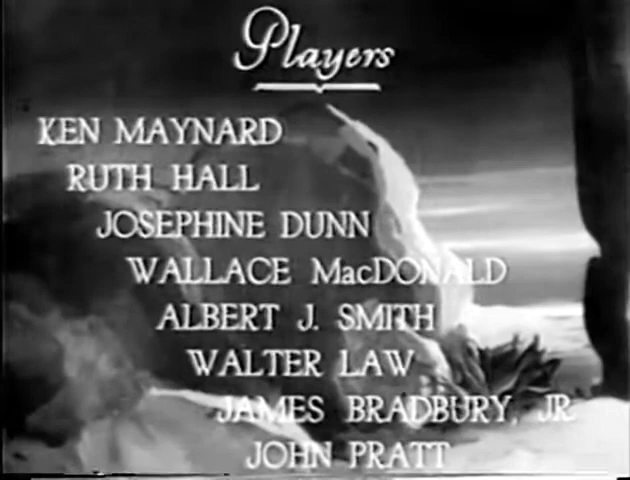 Players
KEN MAYNARD
RUTH HALL
JOSEPHINE DUNN
WALLACE MacDONALD
ALBERT J. SMITH
WALTER LAW
JAMES BRADBURY, JR
JOHN PRATT